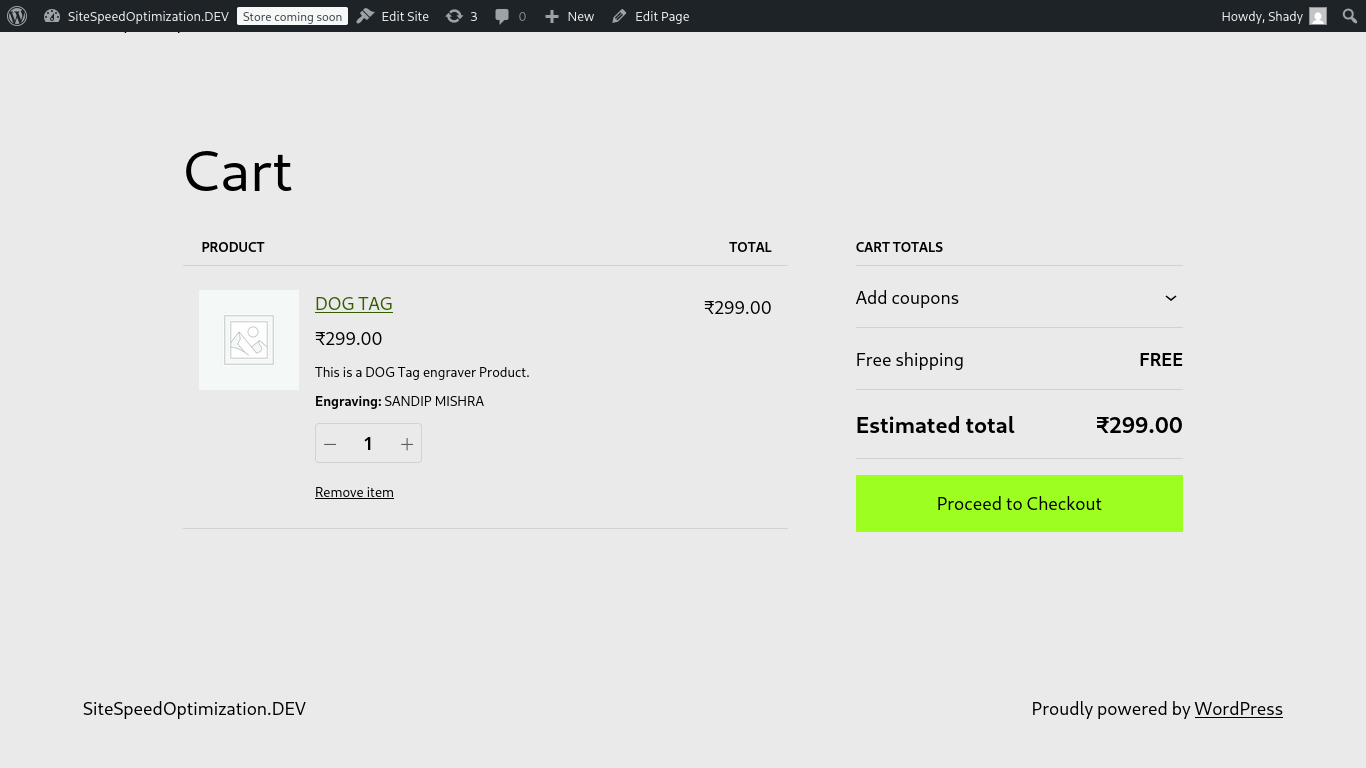 SiteSpeedOptimization.DEV Store coming soon Edit Site 3 0 New Edit Page Howdy, Shady
Cart
PRODUCT TOTAL
DOG TAG ₹299.00
₹299.00
This is a DOG Tag engraver Product.
Engraving: SANDIP MISHRA
− 1 +
Remove item
CART TOTALS
Add coupons
Free shipping FREE
Estimated total ₹299.00
Proceed to Checkout
SiteSpeedOptimization.DEV Proudly powered by WordPress